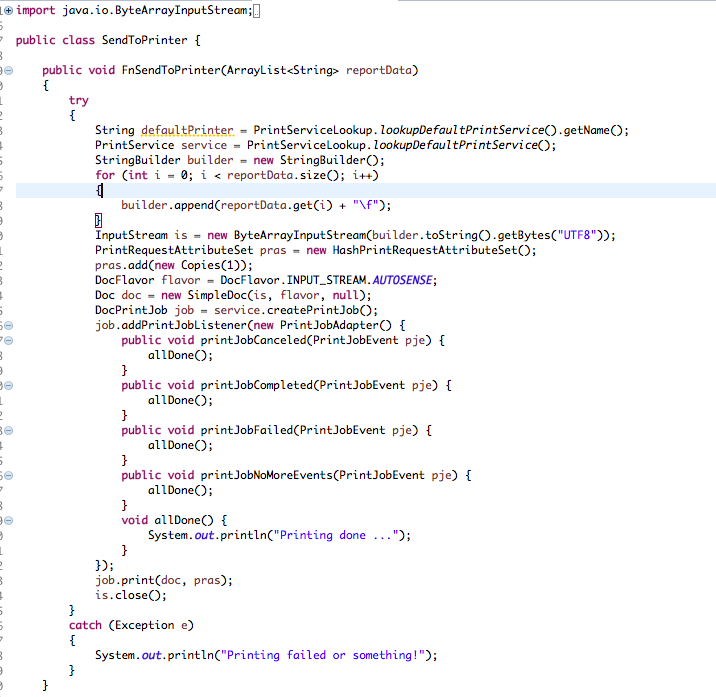 import java.io.ByteArrayInputStream;
public class SendToPrinter {
public void FnSendToPrinter(ArrayList<String> reportData)
{
try
{
String defaultPrinter = PrintServiceLookup.lookupDefaultPrintService().getName();
PrintService service = PrintServiceLookup.lookupDefaultPrintService();
StringBuilder builder = new StringBuilder();
for (int i = 0; i < reportData.size(); i++)
{
builder.append(reportData.get(i) + "\f");
}
InputStream is = new ByteArrayInputStream(builder.toString().getBytes("UTF8"));
PrintRequestAttributeSet pras = new HashPrintRequestAttributeSet();
pras.add(new Copies(1));
DocFlavor flavor = DocFlavor.INPUT_STREAM.AUTOSENSE;
Doc doc = new SimpleDoc(is, flavor, null);
DocPrintJob job = service.createPrintJob();
job.addPrintJobListener(new PrintJobAdapter() {
public void printJobCanceled(PrintJobEvent pje) {
allDone();
}
public void printJobCompleted(PrintJobEvent pje) {
allDone();
}
public void printJobFailed(PrintJobEvent pje) {
allDone();
}
public void printJobNoMoreEvents(PrintJobEvent pje) {
allDone();
}
void allDone() {
System.out.println("Printing done ...");
}
});
job.print(doc, pras);
is.close();
}
catch (Exception e)
{
System.out.println("Printing failed or something!");
}
}